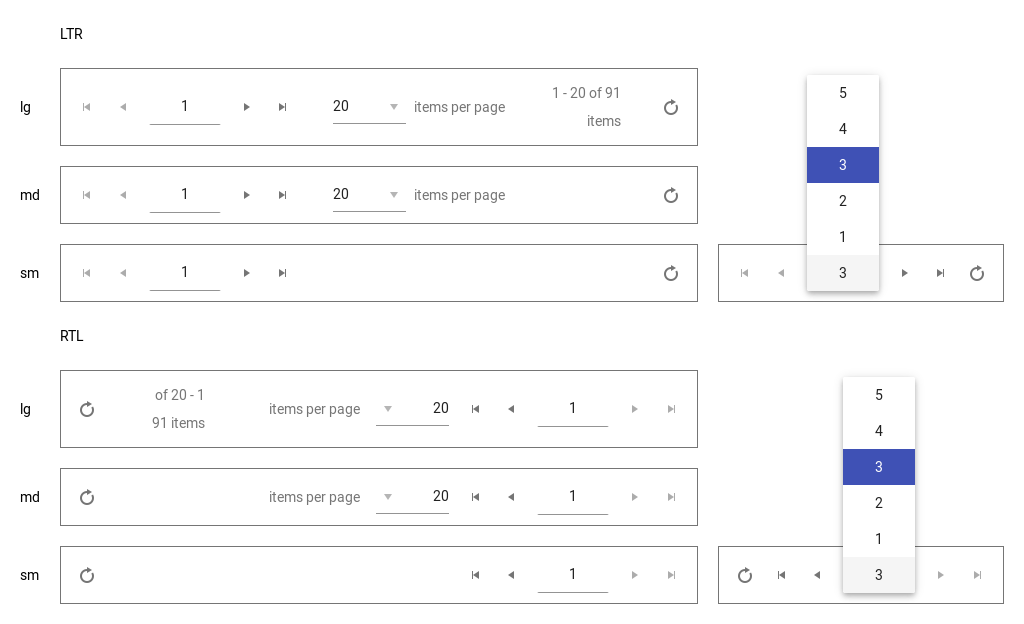 LTR
lg
1
20
items per page
1 - 20 of 91
items
md
1
20
items per page
sm
1
5
4
3
2
1
3
RTL
lg
of 20 - 1
91 items
items per page
20
1
md
items per page
20
1
sm
1
5
4
3
2
1
3